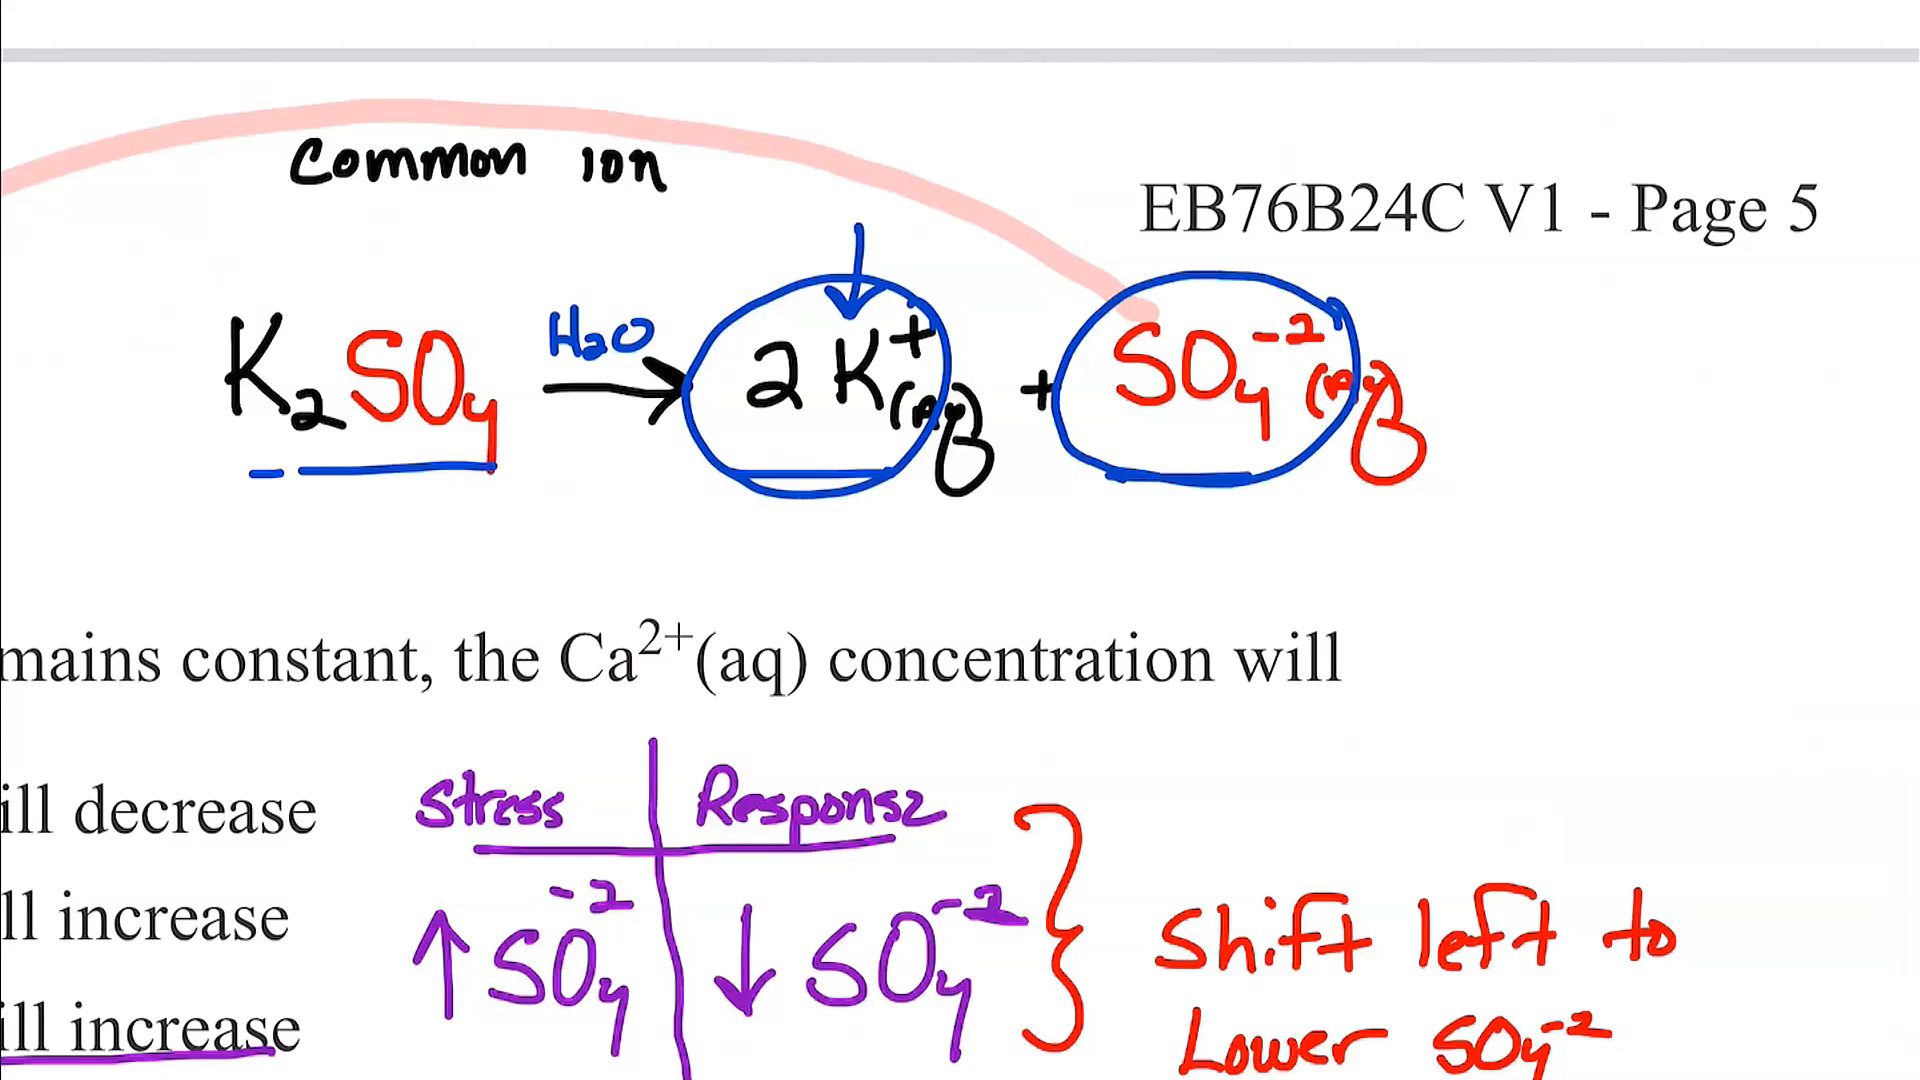 Common ion
EB76B24C V1 - Page 5
K₂SO₄ H₂O → 2 K⁺(aq) + SO₄⁻²(aq)
mains constant, the Ca²⁺(aq) concentration will
ill decrease
Stress Response
ll increase
↑ SO₄⁻² ↓ SO₄⁻² } Shift left to
ill increase
Lower SO₄⁻²